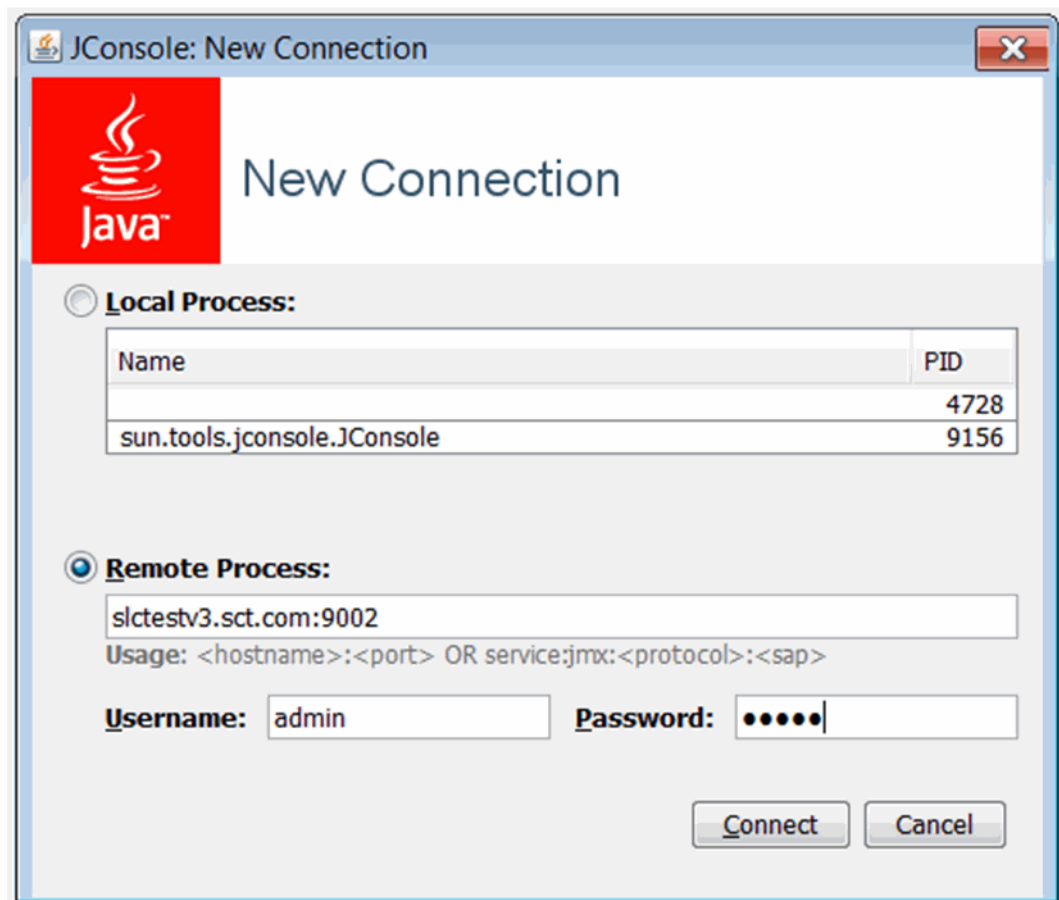 JConsole: New Connection
Java™
New Connection
Local Process:
Name PID
4728
sun.tools.jconsole.JConsole 9156
Remote Process:
slctestv3.sct.com:9002
Usage: <hostname>:<port> OR service:jmx:<protocol>:<sap>
Username: admin Password: •••••
Connect Cancel